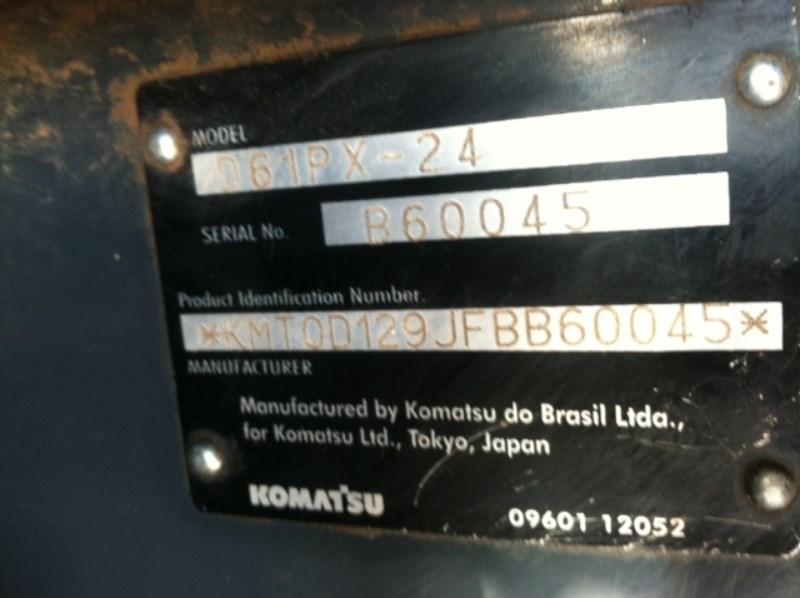 MODEL
D61PX-24
SERIAL No. B60045
Product Identification Number.
*KMT0D129JFBB60045*
MANUFACTURER
Manufactured by Komatsu do Brasil Ltda.,
for Komatsu Ltd., Tokyo, Japan
KOMATSU
09601 12052